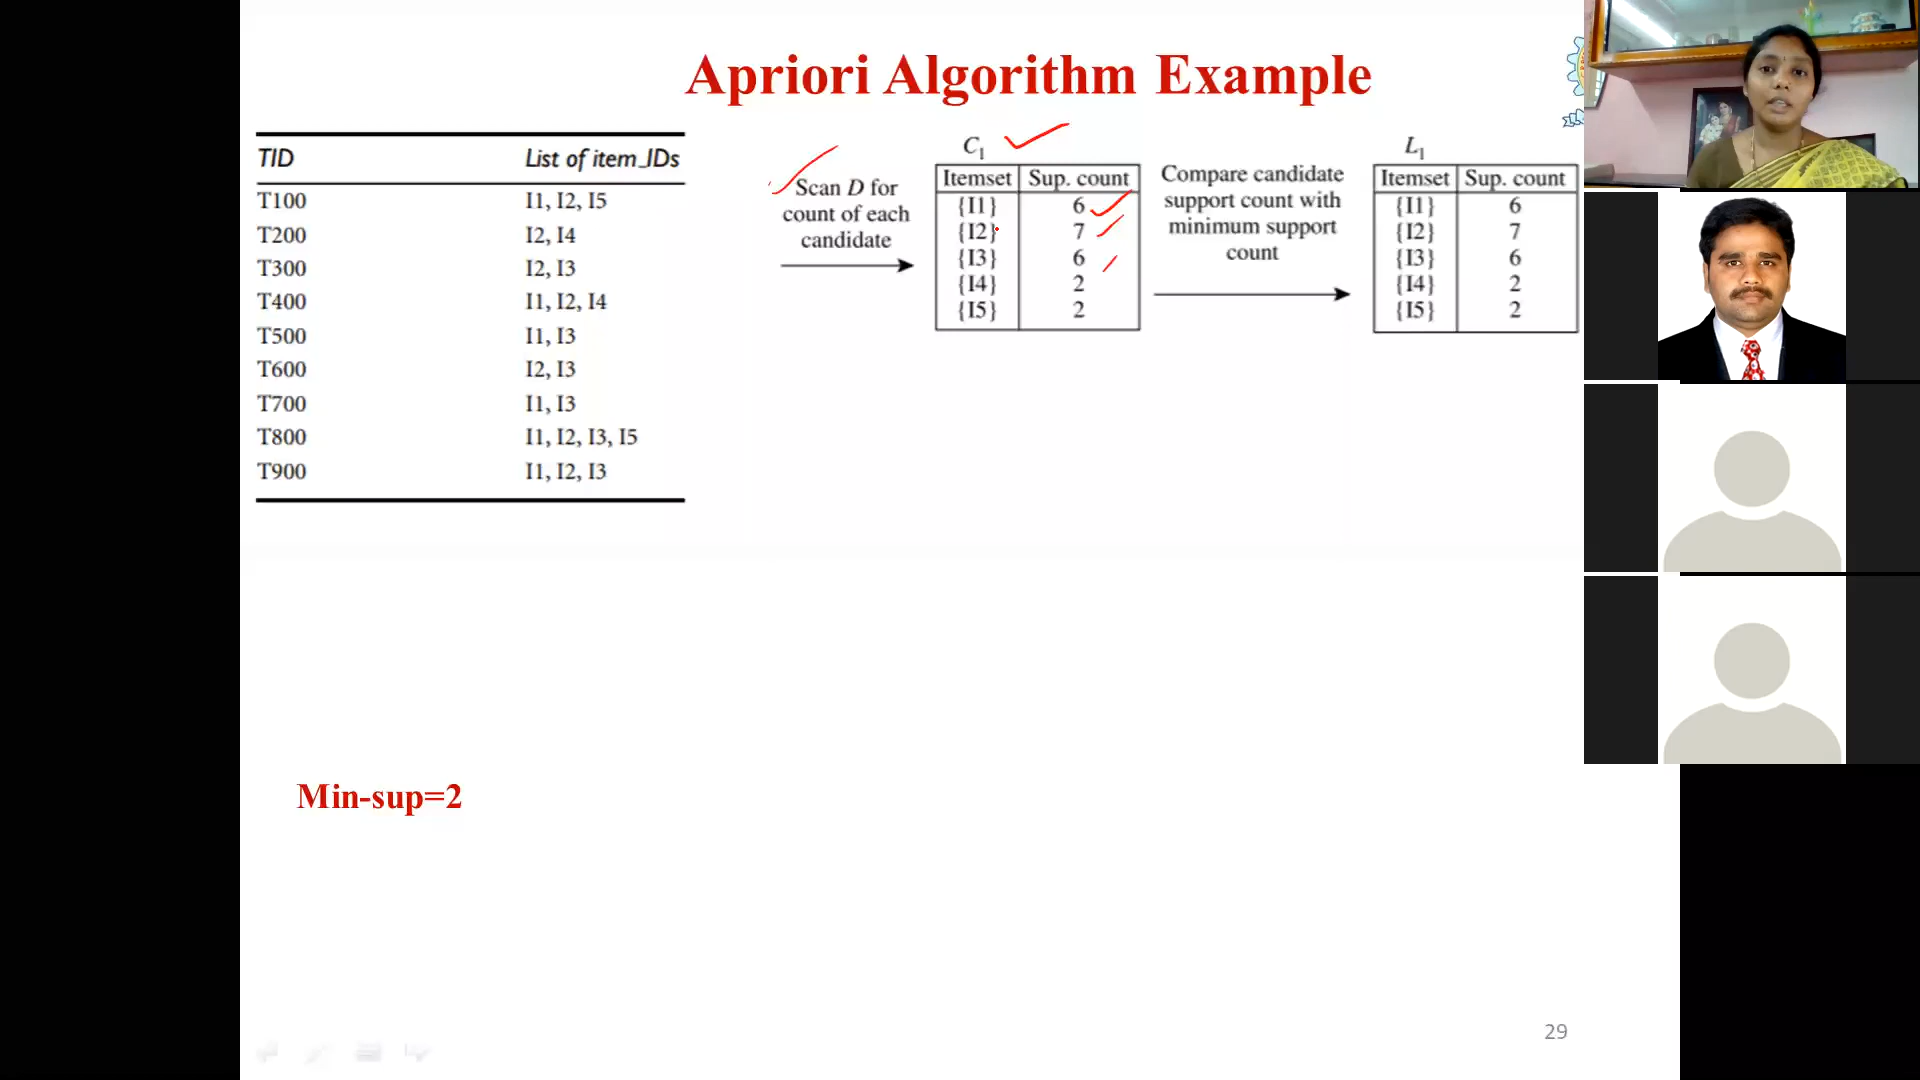 Apriori Algorithm Example
TID List of item_IDs
T100 I1, I2, I5
T200 I2, I4
T300 I2, I3
T400 I1, I2, I4
T500 I1, I3
T600 I2, I3
T700 I1, I3
T800 I1, I2, I3, I5
T900 I1, I2, I3
Scan D for
count of each
candidate
C1
Itemset Sup. count
{I1} 6
{I2} 7
{I3} 6
{I4} 2
{I5} 2
Compare candidate
support count with
minimum support
count
L1
Itemset Sup. count
{I1} 6
{I2} 7
{I3} 6
{I4} 2
{I5} 2
Min-sup=2
29